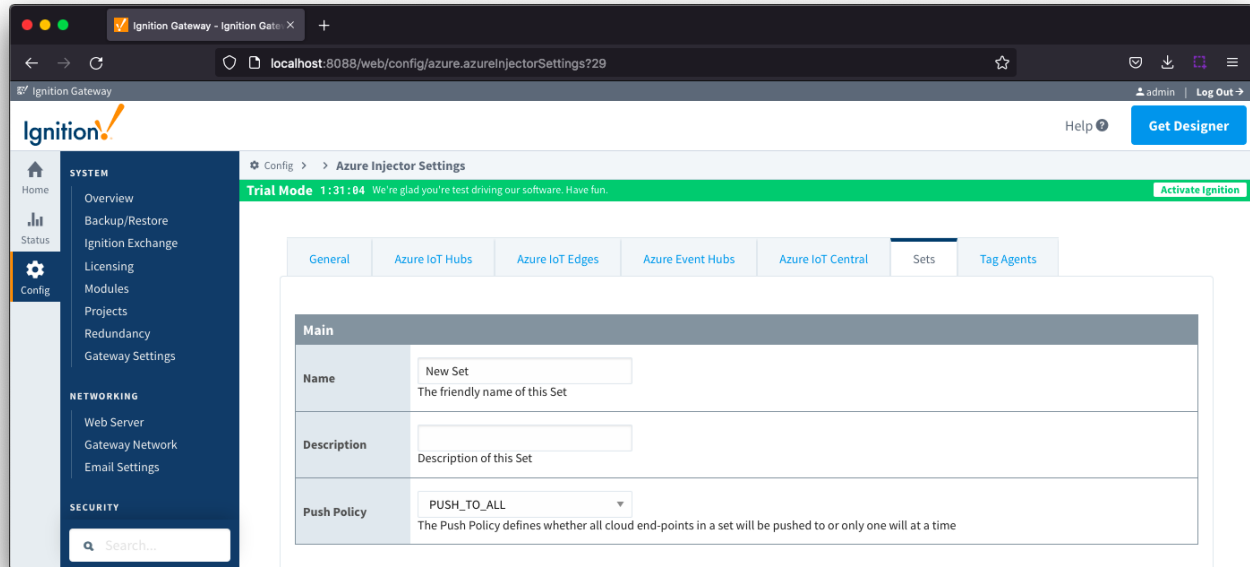 Ignition Gateway - Ignition Gate
localhost:8088/web/config/azure.azureInjectorSettings?29
Ignition Gateway
admin | Log Out
Ignition!
Help
Get Designer
Home
Status
Config
SYSTEM
Overview
Backup/Restore
Ignition Exchange
Licensing
Modules
Projects
Redundancy
Gateway Settings
NETWORKING
Web Server
Gateway Network
Email Settings
SECURITY
Search...
Config > > Azure Injector Settings
Trial Mode 1:31:04 We're glad you're test driving our software. Have fun.
Activate Ignition
General
Azure IoT Hubs
Azure IoT Edges
Azure Event Hubs
Azure IoT Central
Sets
Tag Agents
Main
Name
New Set
The friendly name of this Set
Description
Description of this Set
Push Policy
PUSH_TO_ALL
The Push Policy defines whether all cloud end-points in a set will be pushed to or only one will at a time